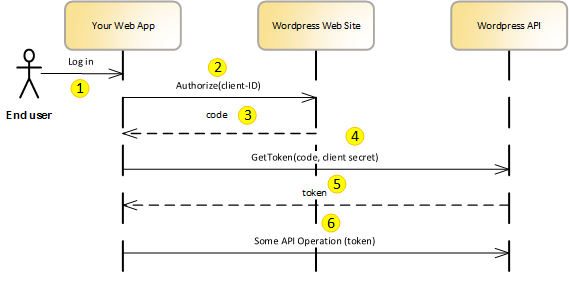 Your Web App
Wordpress Web Site
Wordpress API
Log in
1
End user
2
Authorize(client-ID)
code
3
4
GetToken(code, client secret)
5
token
6
Some API Operation (token)